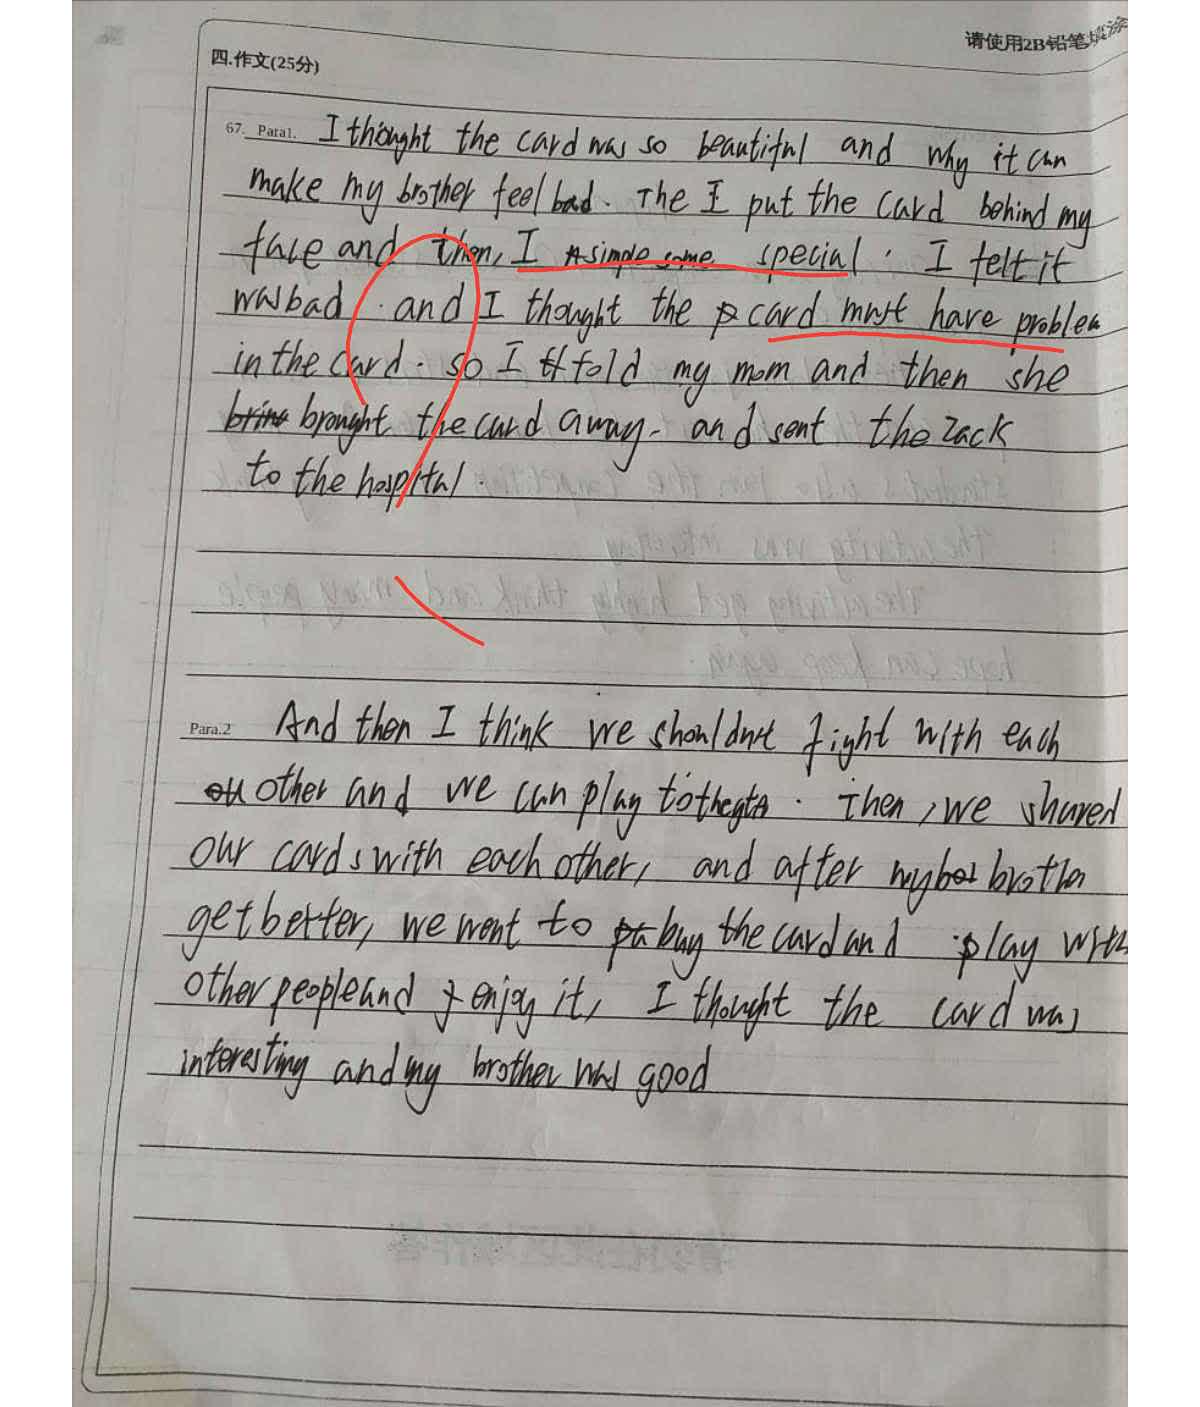 请使用2B铅笔填涂
四.作文(25分)
67. Para1. I thought the card was so beautiful and why it can
make my brother feel bad. The I put the card behind my
face and then, I simple some special. I felt it
was bad. and I thought the card must have problem
in the card. so I told my mom and then she
brought the card away. and sent the Zack
to the hospital.
Para.2 And then I think we shouldn't fight with each
other and we can play tothegts. Then, we shared
our cards with each other, and after my brother
get better, we went to buy the card and play with
other people and enjoy it, I thought the card was
interesting and my brother was good